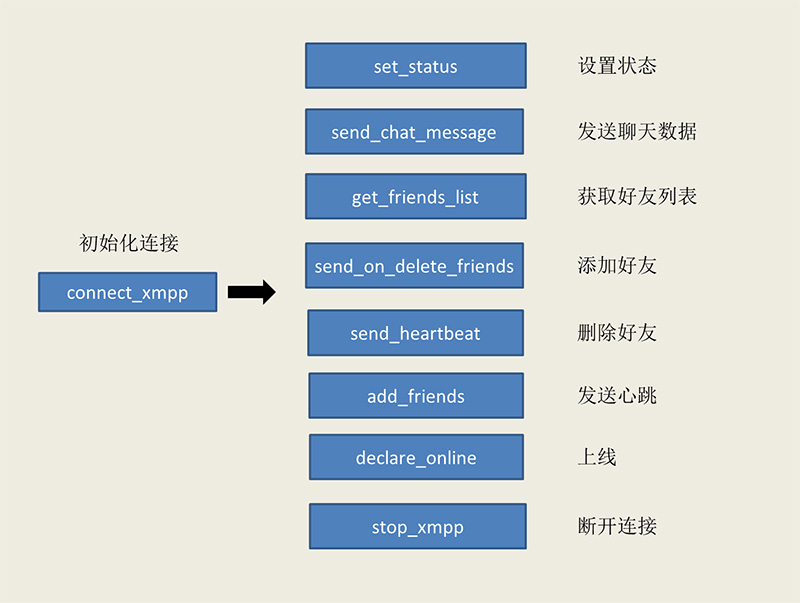 set_status 设置状态
send_chat_message 发送聊天数据
get_friends_list 获取好友列表
初始化连接
connect_xmpp
send_on_delete_friends 添加好友
send_heartbeat 删除好友
add_friends 发送心跳
declare_online 上线
stop_xmpp 断开连接